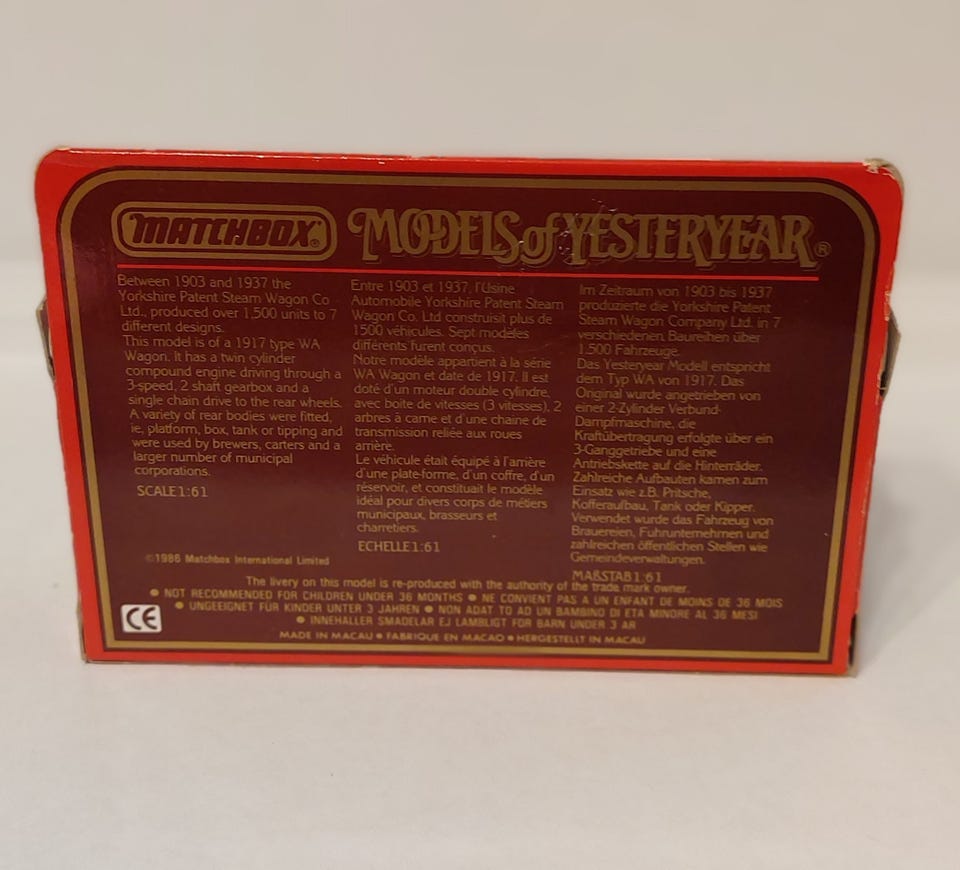 MATCHBOX®
MODELS of YESTERYEAR®
Between 1903 and 1937 the
Yorkshire Patent Steam Wagon Co
Ltd., produced over 1,500 units to 7
different designs.
This model is of a 1917 type WA
Wagon. It has a twin cylinder
compound engine driving through a
3-speed, 2 shaft gearbox and a
single chain drive to the rear wheels.
A variety of rear bodies were fitted,
ie, platform, box, tank or tipping and
were used by brewers, carters and a
larger number of municipal
corporations.
SCALE 1:61
©1986 Matchbox International Limited
Entre 1903 et 1937, l'Usine
Automobile Yorkshire Patent Steam
Wagon Co. Ltd construisit plus de
1500 véhicules. Sept modèles
différents furent conçus.
Notre modèle appartient à la série
WA Wagon et date de 1917. Il est
doté d'un moteur double cylindre,
avec boite de vitesses (3 vitesses), 2
arbres à came et d'une chaine de
transmission reliée aux roues
arrière.
Le véhicule était équipé à l'arrière
d'une plate-forme, d'un coffre, d'un
réservoir, et constituait le modèle
idéal pour divers corps de métiers
municipaux, brasseurs et
charretiers.
ECHELLE 1:61
Im Zeitraum von 1903 bis 1937
produzierte die Yorkshire Patent
Steam Wagon Company Ltd. in 7
verschiedenen Baureihen über
1.500 Fahrzeuge.
Das Yesteryear Modell entspricht
dem Typ WA von 1917. Das
Original wurde angetrieben von
einer 2-Zylinder Verbund-
Dampfmaschine, die
Kraftübertragung erfolgte über ein
3-Ganggetriebe und eine
Antriebskette auf die Hinterräder.
Zahlreiche Aufbauten kamen zum
Einsatz wie z.B. Pritsche,
Kofferaufbau, Tank oder Kipper.
Verwendet wurde das Fahrzeug von
Brauereien, Fuhrunternehmen und
zahlreichen öffentlichen Stellen wie
Gemeindeverwaltungen.
MAßSTAB 1:61
The livery on this model is re-produced with the authority of the trade mark owner.
● NOT RECOMMENDED FOR CHILDREN UNDER 36 MONTHS ● NE CONVIENT PAS A UN ENFANT DE MOINS DE 36 MOIS
● UNGEEIGNET FÜR KINDER UNTER 3 JAHREN ● NON ADAT TO AD UN BAMBINO DI ETA MINORE AL 36 MESI
● INNEHALLER SMADELAR EJ LAMBLIGT FOR BARN UNDER 3 AR
MADE IN MACAU ● FABRIQUE EN MACAO ● HERGESTELLT IN MACAU
CE